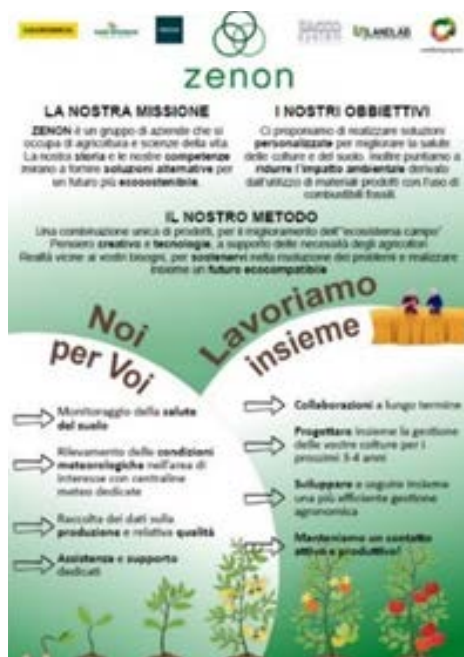 zenon
LA NOSTRA MISSIONE
ZENON è un gruppo di aziende che si
occupa di agricoltura e scienze della vita.
La nostra storia e le nostre competenze
mirano a fornire soluzioni alternative per
un futuro più ecosostenibile.
I NOSTRI OBBIETTIVI
Ci proponiamo di realizzare soluzioni
personalizzate per migliorare la salute
delle colture e del suolo. Inoltre puntiamo a
ridurre l'impatto ambientale derivato
dall'utilizzo di materiali prodotti con l'uso di
combustibili fossili.
IL NOSTRO METODO
Una combinazione unica di prodotti, per il miglioramento dell'"ecosistema campo"
Pensiero creativo e tecnologie, a supporto delle necessità degli agricoltori
Realtà vicine ai vostri bisogni, per sostenervi nella risoluzione dei problemi e realizzare
insieme un futuro ecocompatibile
Noi
per Voi
Monitoraggio della salute
del suolo
Rilevamento delle condizioni
meteorologiche nell'area di
interesse con centraline
meteo dedicate
Raccolta dei dati sulla
produzione e relativa qualità
Assistenza e supporto
dedicati
Lavoriamo
insieme
Collaborazioni a lungo termine
Progettare insieme la gestione
delle vostre colture per i
prossimi 3-4 anni
Sviluppare e seguire insieme
una più efficiente gestione
agronomica
Manteniamo un contatto
attivo e produttivo!